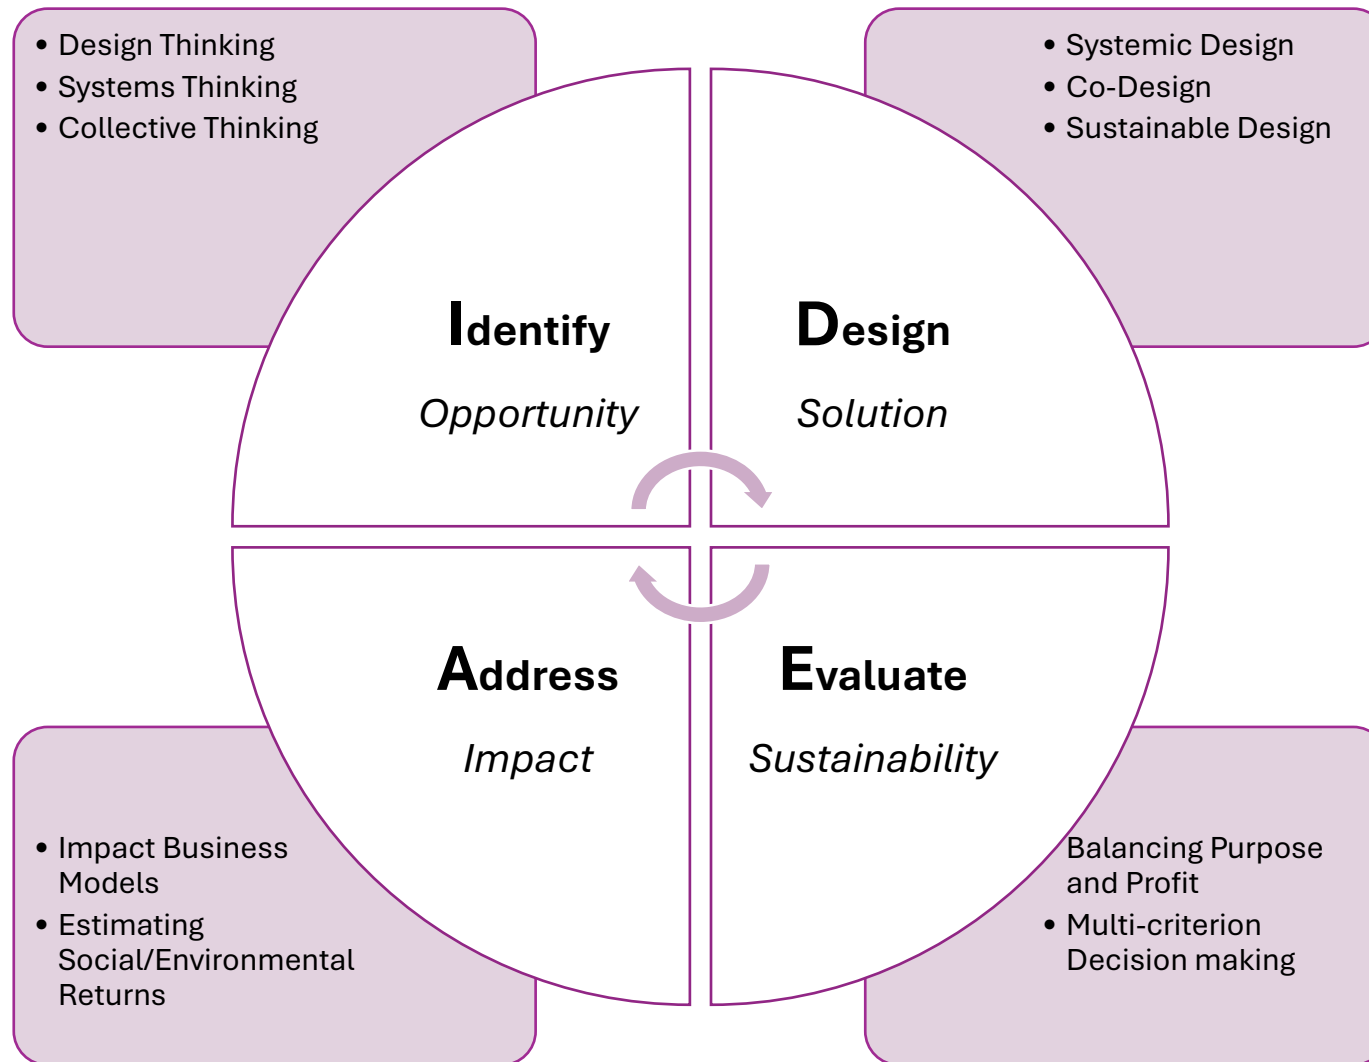 • Design Thinking
• Systems Thinking
• Collective Thinking
• Systemic Design
• Co-Design
• Sustainable Design
Identify
Opportunity
Design
Solution
Address
Impact
Evaluate
Sustainability
• Impact Business
Models
• Estimating
Social/Environmental
Returns
Balancing Purpose
and Profit
• Multi-criterion
Decision making